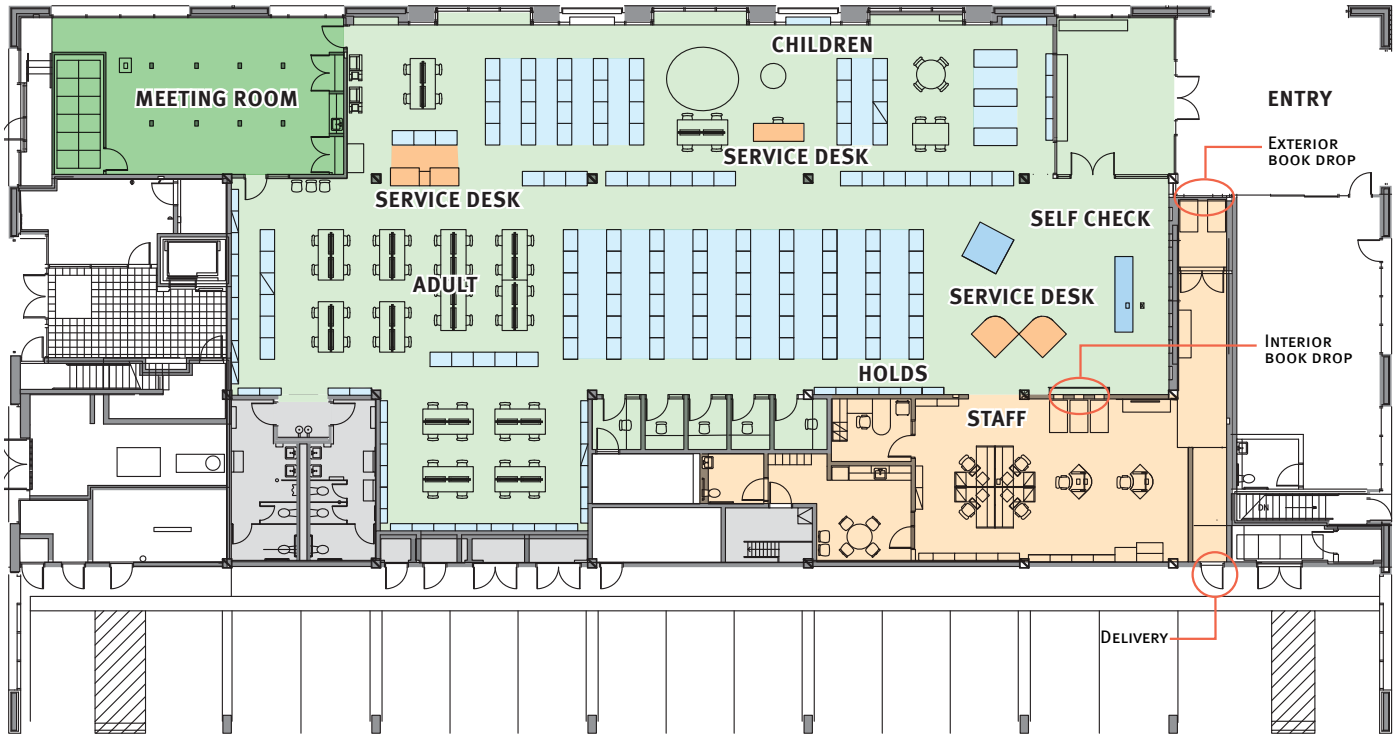 CHILDREN
MEETING ROOM
ENTRY
EXTERIOR
BOOK DROP
SERVICE DESK
SERVICE DESK
SELF CHECK
ADULT
SERVICE DESK
INTERIOR
BOOK DROP
HOLDS
STAFF
DN
DELIVERY